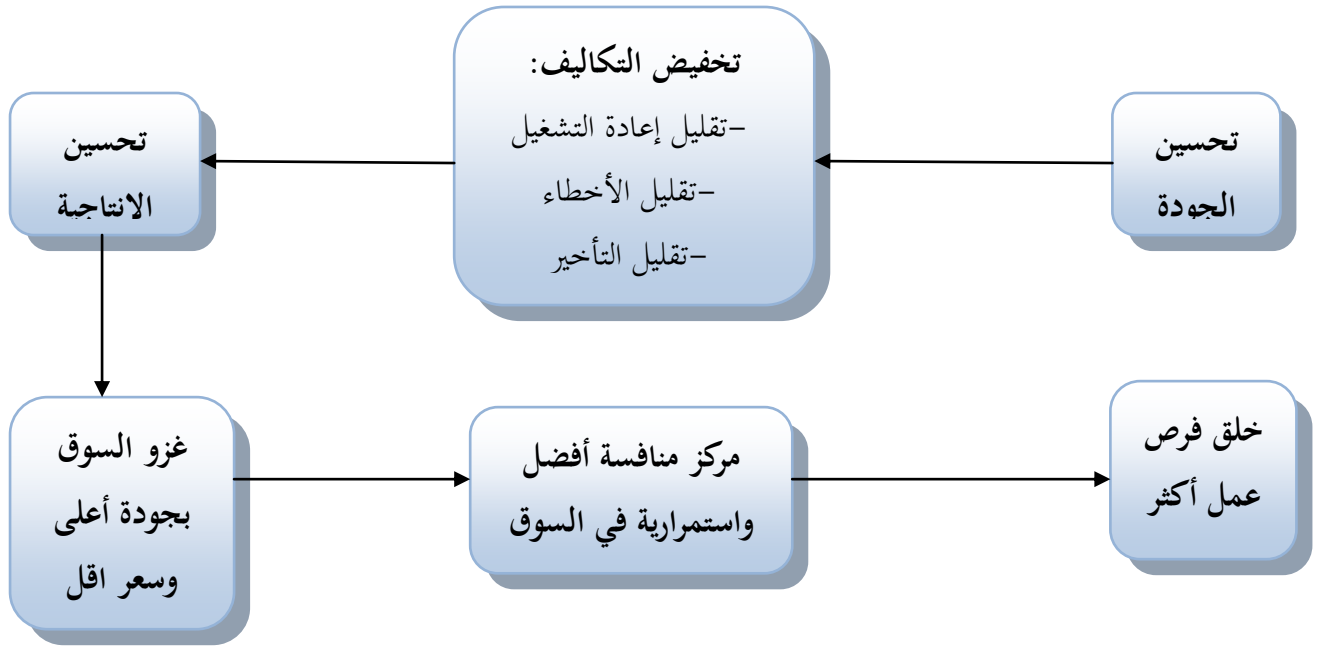 تحسين
الجودة
تخفيض التكاليف:
-تقليل إعادة التشغيل
-تقليل الأخطاء
-تقليل التأخير
تحسين
الانتاجية
غزو السوق
بجودة أعلى
وسعر اقل
مركز منافسة أفضل
واستمرارية في السوق
خلق فرص
عمل أكثر